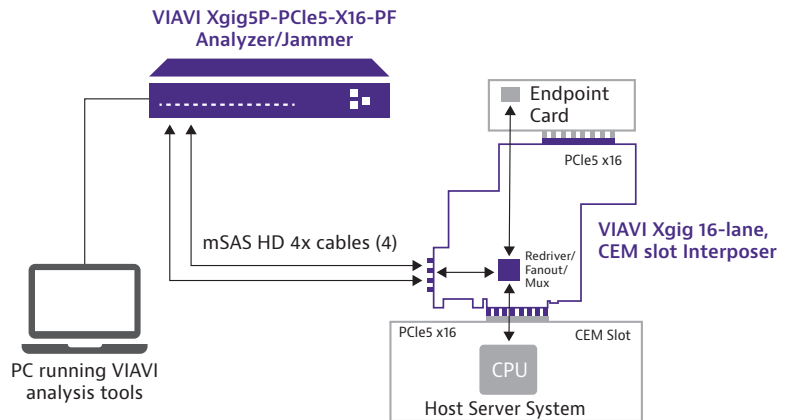 VIAVI Xgig5P-PCIe5-X16-PF
Analyzer/Jammer
Endpoint
Card
PCIe5 x16
mSAS HD 4x cables (4)
VIAVI Xgig 16-lane,
CEM slot Interposer
Redriver/
Fanout/
Mux
PCIe5 x16
CEM Slot
CPU
Host Server System
PC running VIAVI
analysis tools